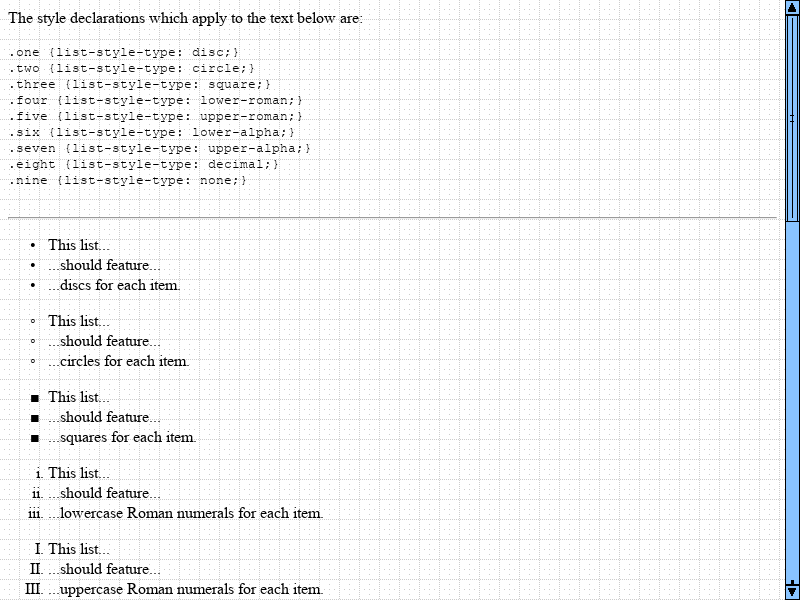 The style declarations which apply to the text below are:
.one {list-style-type: disc;}
.two {list-style-type: circle;}
.three {list-style-type: square;}
.four {list-style-type: lower-roman;}
.five {list-style-type: upper-roman;}
.six {list-style-type: lower-alpha;}
.seven {list-style-type: upper-alpha;}
.eight {list-style-type: decimal;}
.nine {list-style-type: none;}
• This list...
• ...should feature...
• ...discs for each item.
◦ This list...
◦ ...should feature...
◦ ...circles for each item.
■ This list...
■ ...should feature...
■ ...squares for each item.
i. This list...
ii. ...should feature...
iii. ...lowercase Roman numerals for each item.
I. This list...
II. ...should feature...
III. ...uppercase Roman numerals for each item.